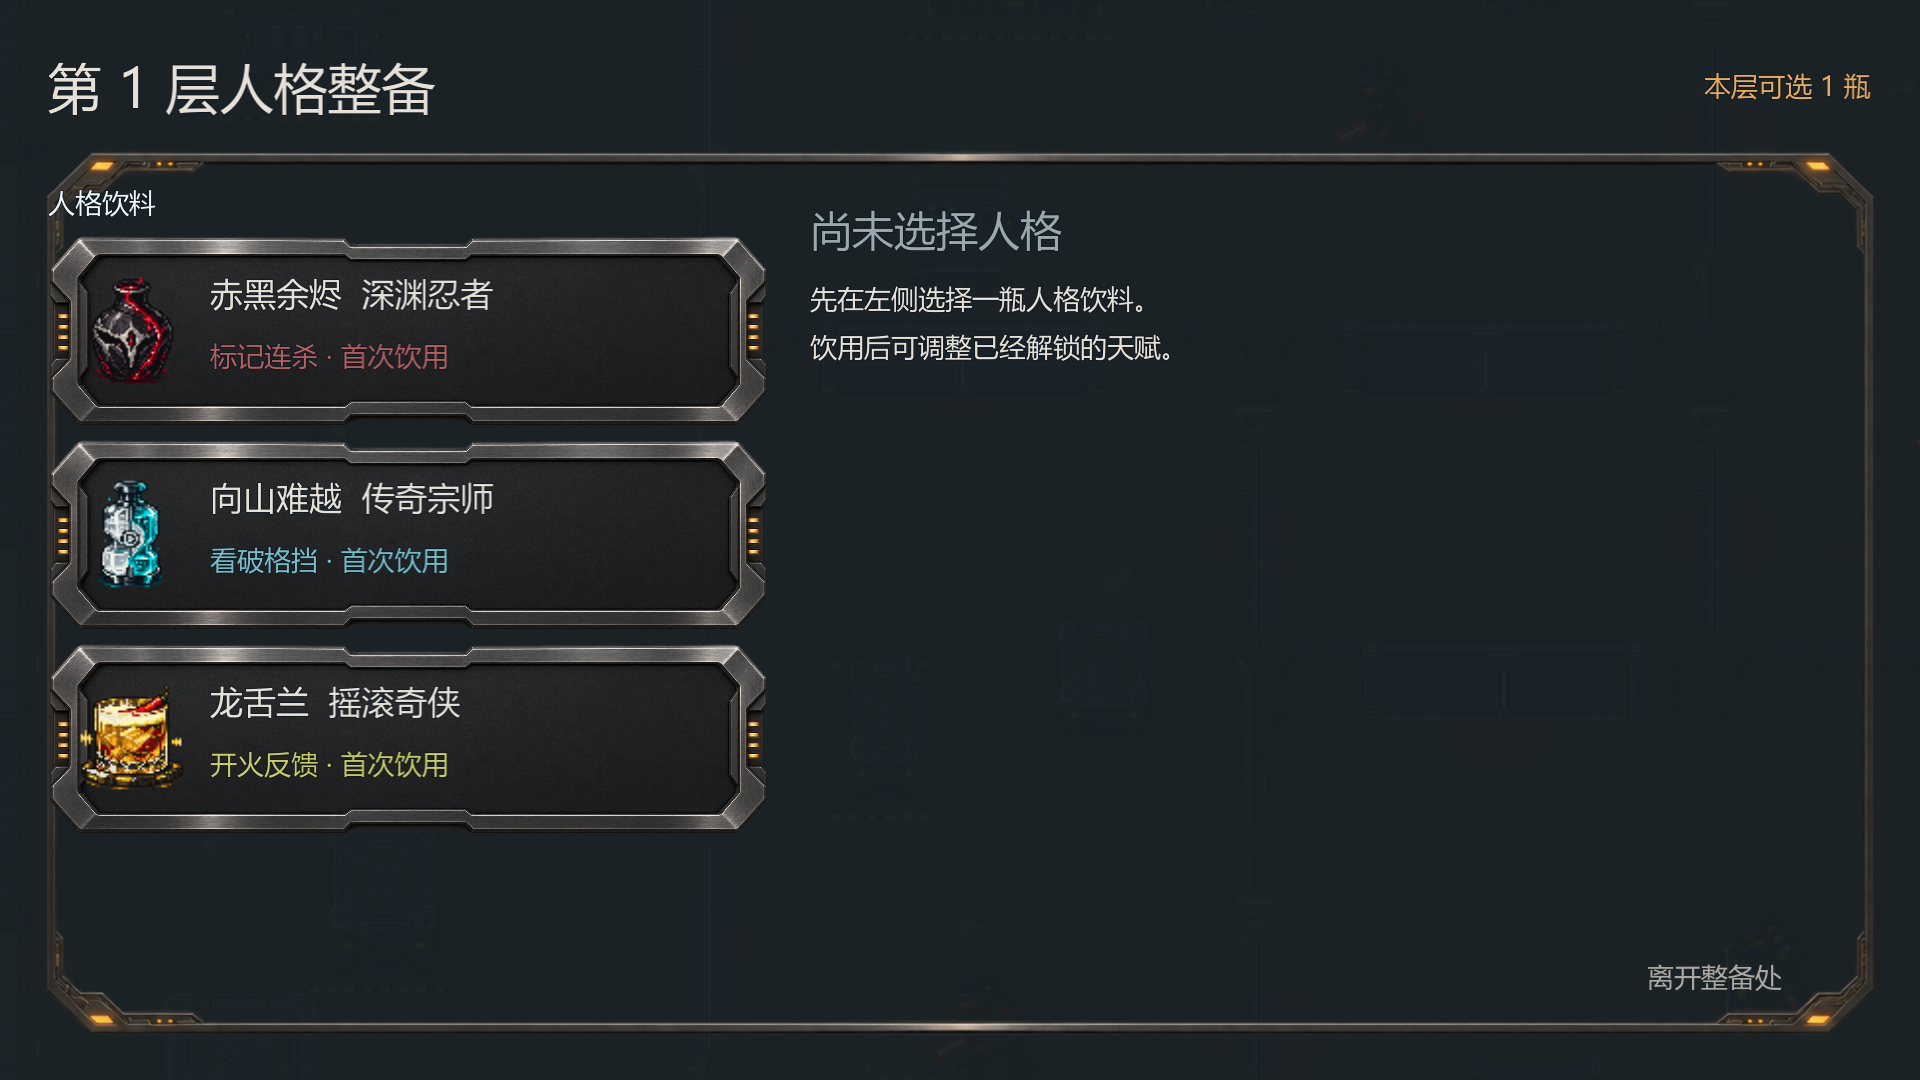 第 1 层人格整备
本层可选 1 瓶
人格饮料
赤黑余烬 深渊忍者
标记连杀 · 首次饮用
向山难越 传奇宗师
看破格挡 · 首次饮用
龙舌兰 摇滚奇侠
开火反馈 · 首次饮用
尚未选择人格
先在左侧选择一瓶人格饮料。
饮用后可调整已经解锁的天赋。
离开整备处